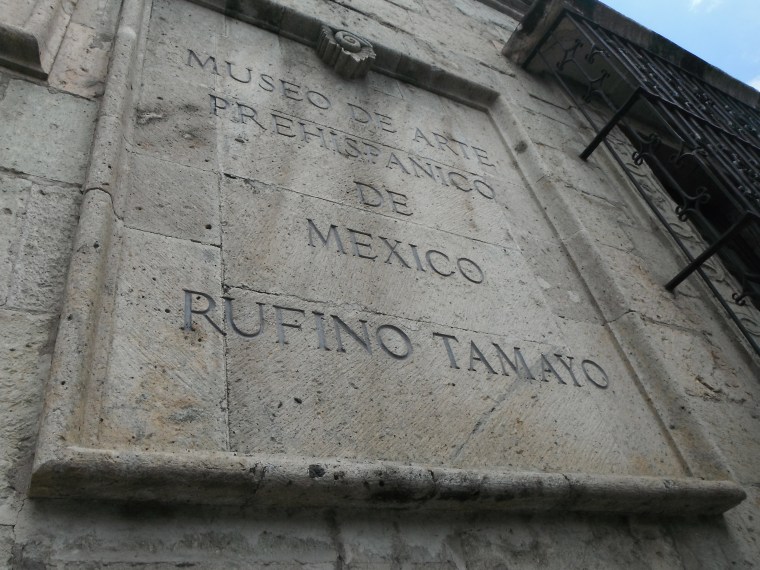 MUSEO DE ARTE
PREHISPANICO
DE
MEXICO
RUFINO TAMAYO